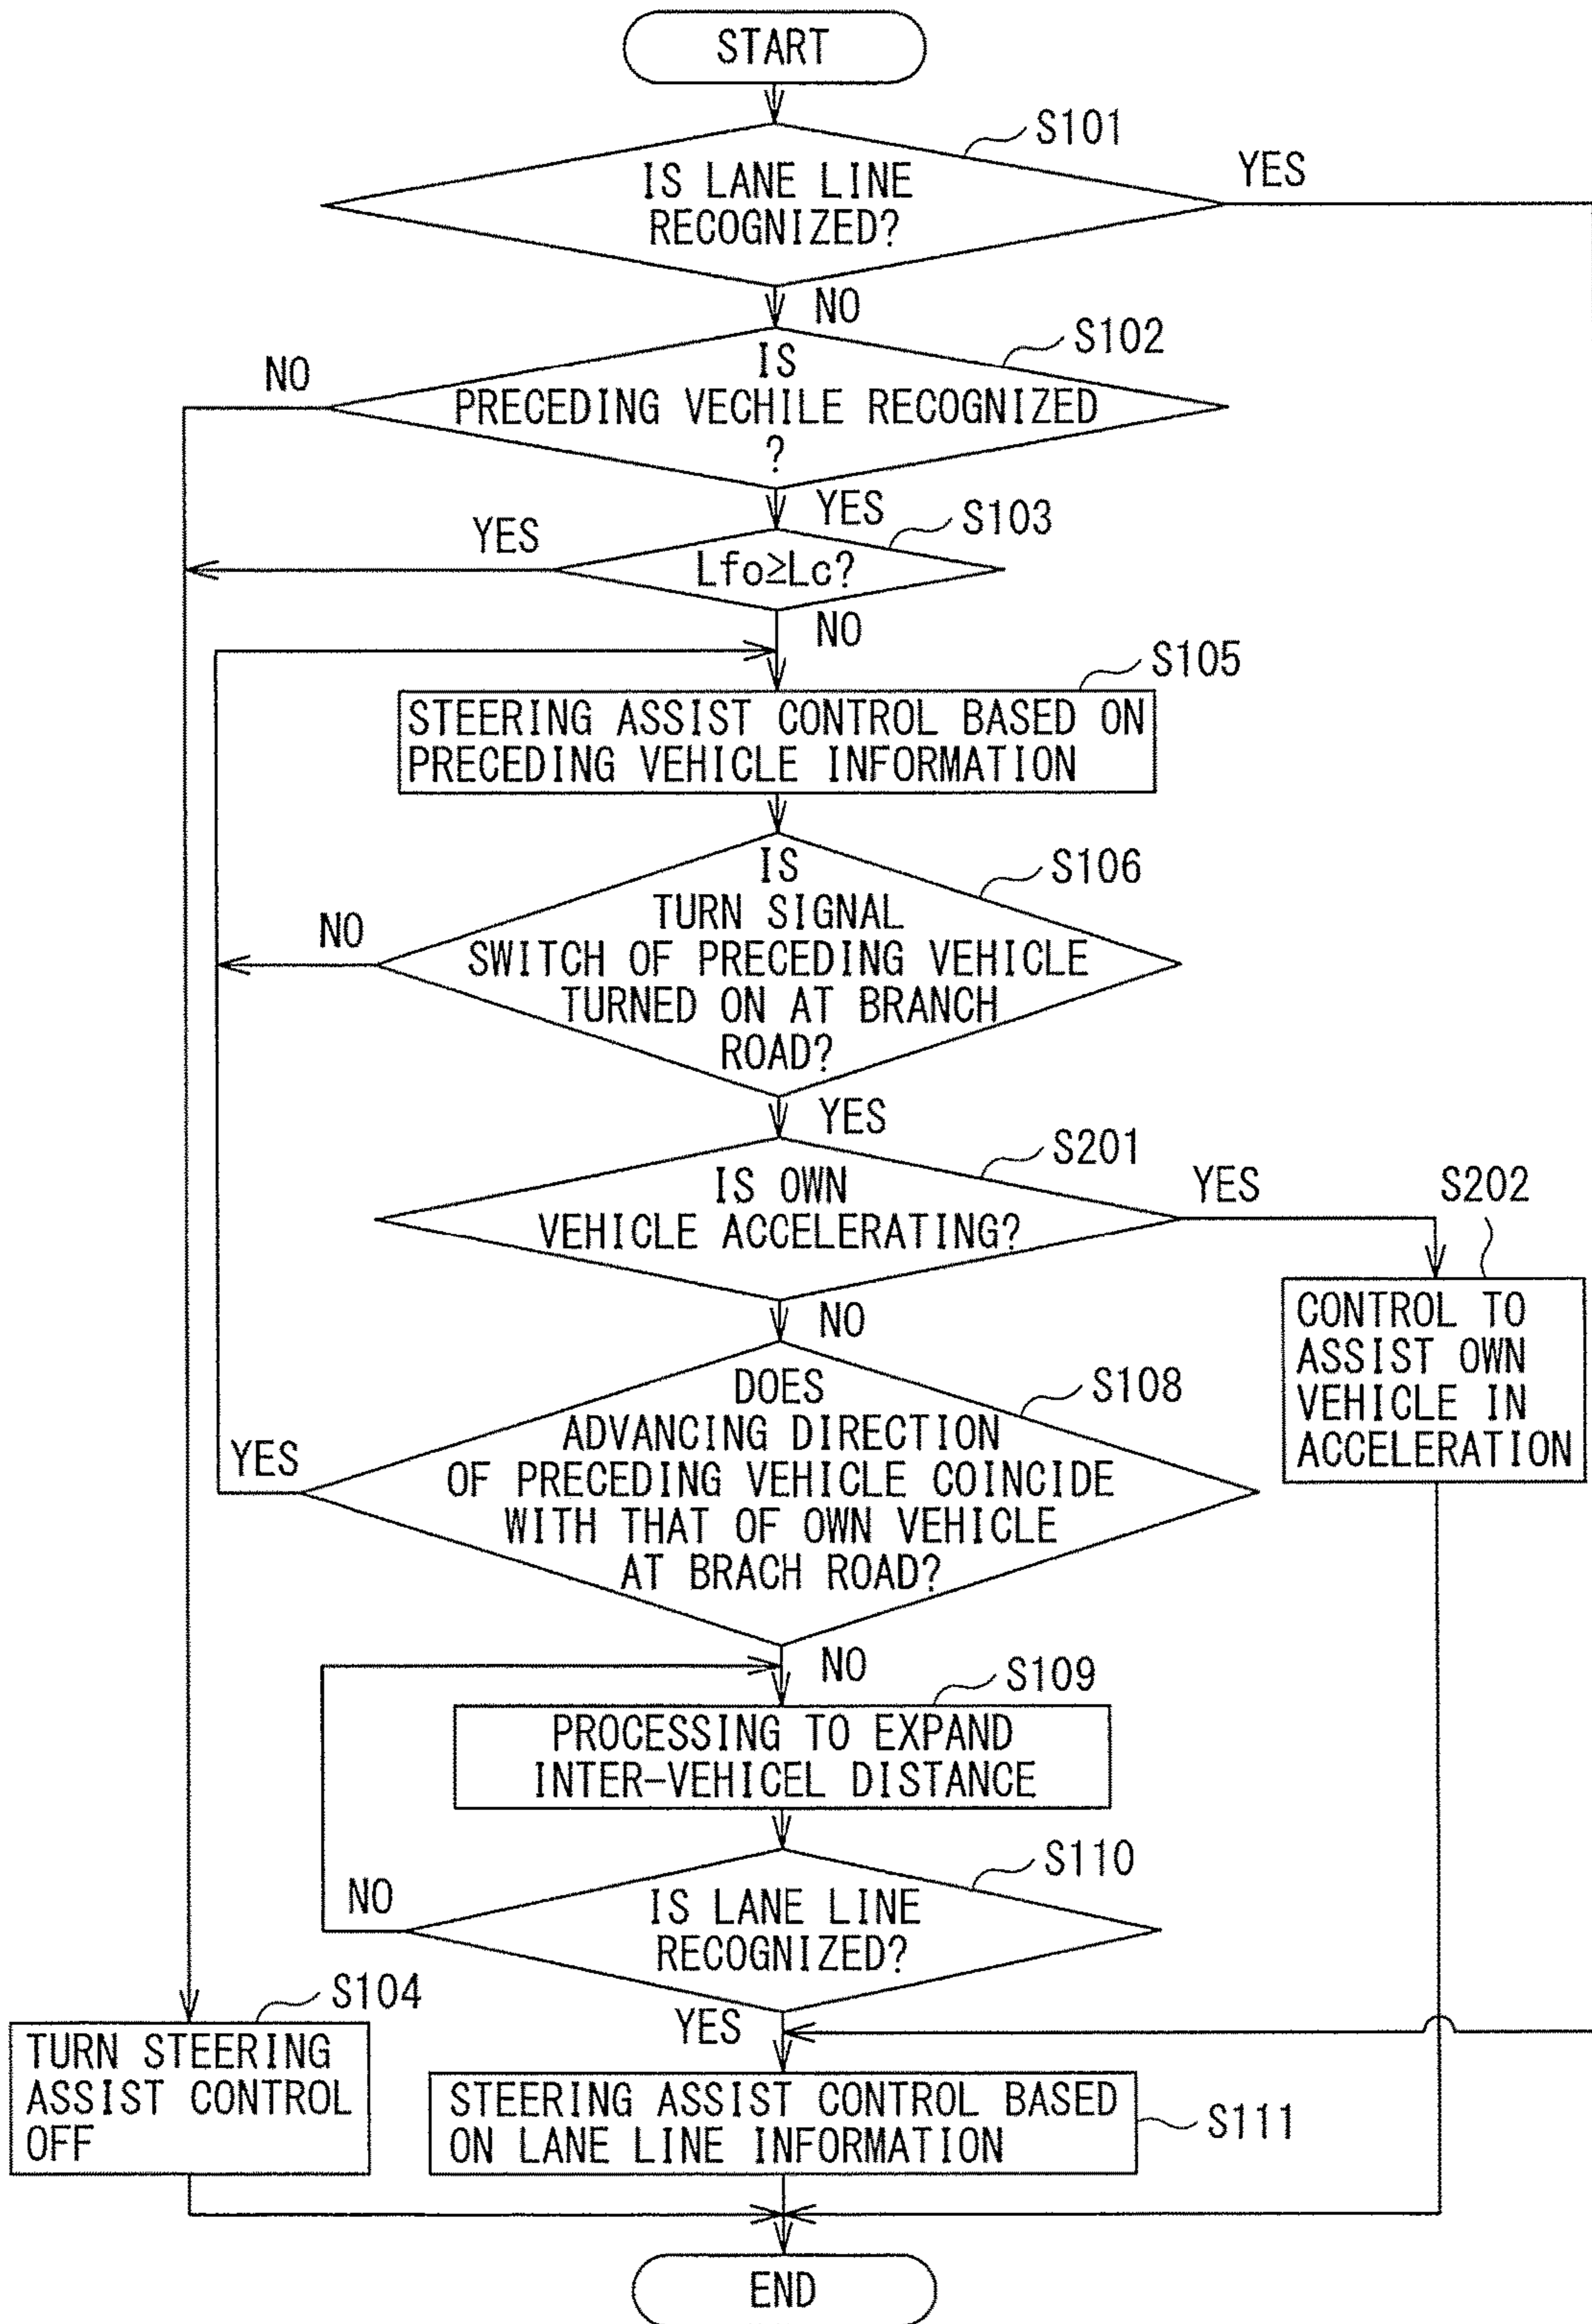 START
S101
IS LANE LINE
RECOGNIZED?
YES
NO
S102
IS
PRECEDING VECHILE RECOGNIZED
?
NO
YES
S103
Lfo≥Lc?
YES
NO
S105
STEERING ASSIST CONTROL BASED ON
PRECEDING VEHICLE INFORMATION
S106
IS
TURN SIGNAL
SWITCH OF PRECEDING VEHICLE
TURNED ON AT BRANCH
ROAD?
NO
YES
S201
IS OWN
VEHICLE ACCELERATING?
YES
S202
CONTROL TO
ASSIST OWN
VEHICLE IN
ACCELERATION
NO
S108
DOES
ADVANCING DIRECTION
OF PRECEDING VEHICLE COINCIDE
WITH THAT OF OWN VEHICLE
AT BRACH ROAD?
YES
NO
S109
PROCESSING TO EXPAND
INTER-VEHICEL DISTANCE
S110
IS LANE LINE
RECOGNIZED?
NO
YES
S104
TURN STEERING
ASSIST CONTROL
OFF
STEERING ASSIST CONTROL BASED
ON LANE LINE INFORMATION
S111
END